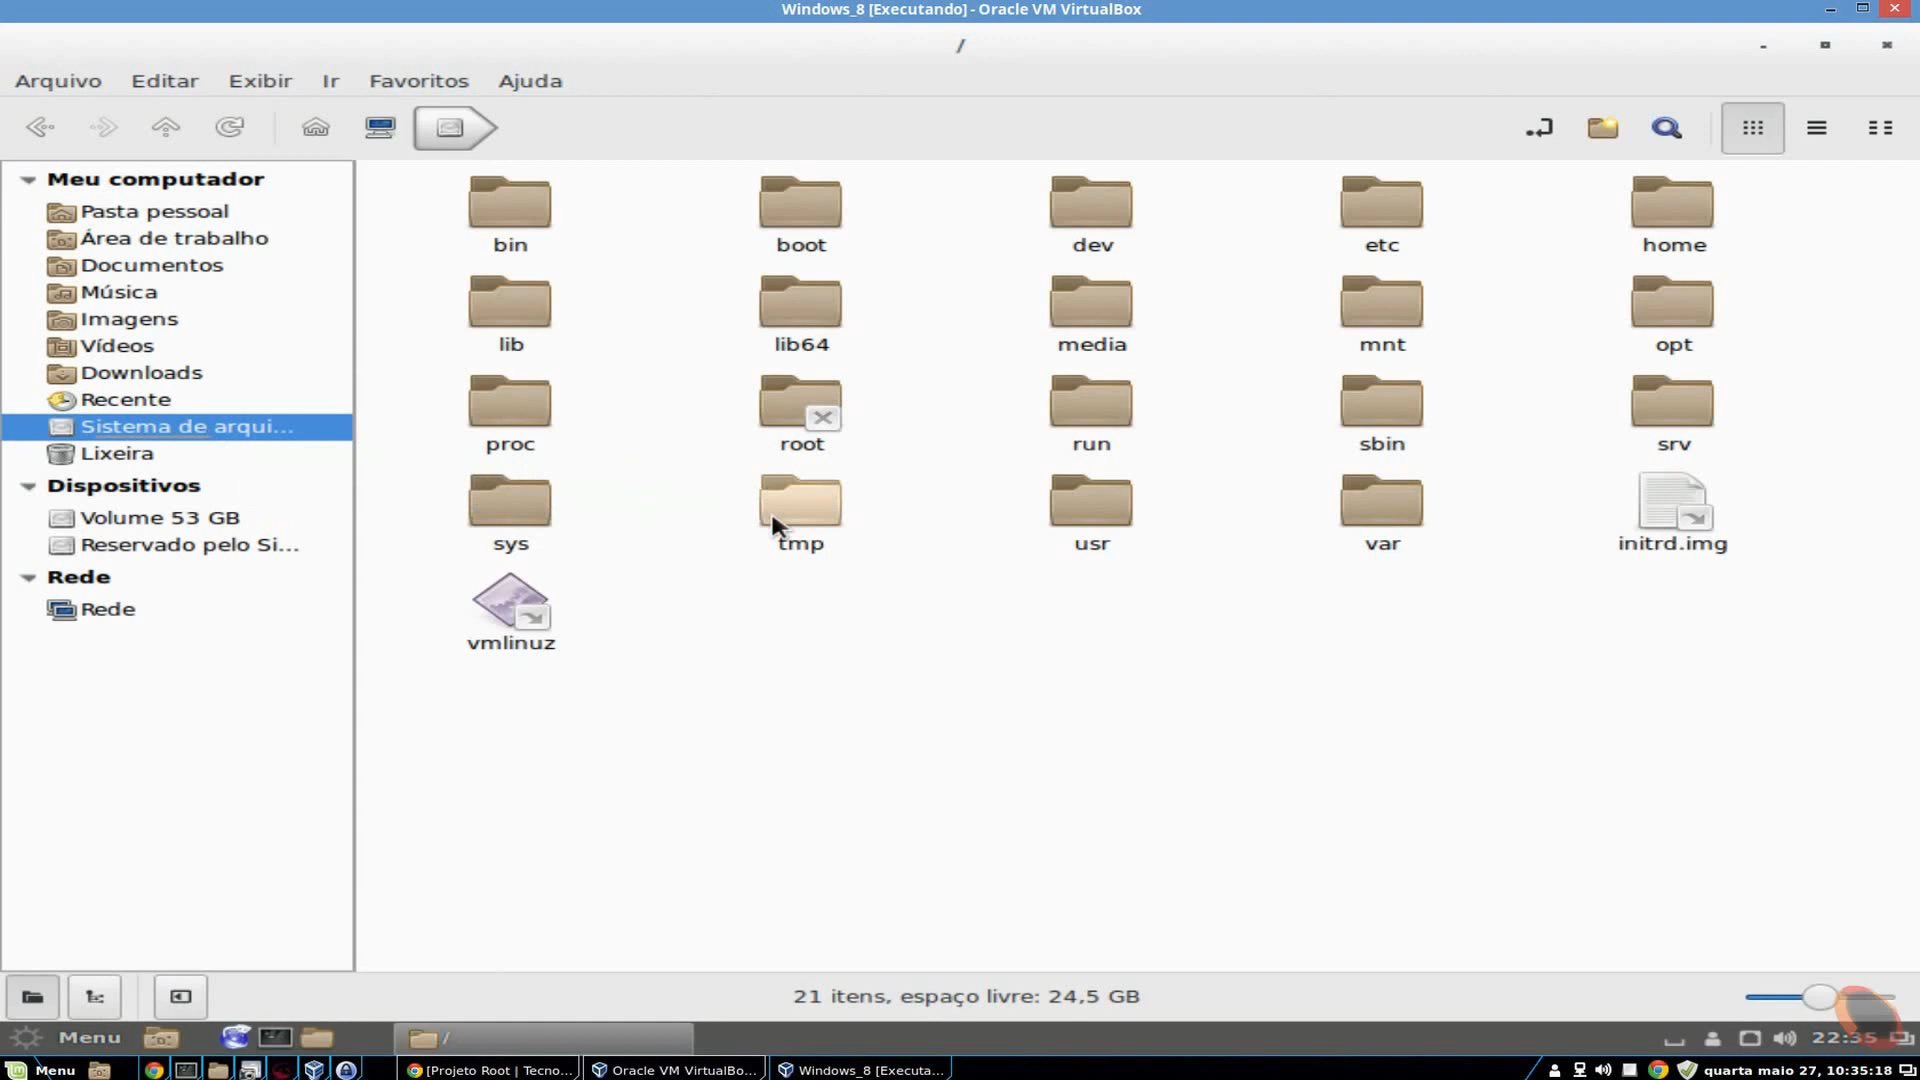 Windows_8 [Executando] - Oracle VM VirtualBox
/
Arquivo Editar Exibir Ir Favoritos Ajuda
Meu computador
Pasta pessoal
Área de trabalho
Documentos
Música
Imagens
Vídeos
Downloads
Recente
Sistema de arqui...
Lixeira
Dispositivos
Volume 53 GB
Reservado pelo Si...
Rede
Rede
bin boot dev etc home
lib lib64 media mnt opt
proc root run sbin srv
sys tmp usr var initrd.img
vmlinuz
21 itens, espaço livre: 24,5 GB
Menu / 22:35
Menu [Projeto Root | Tecno... Oracle VM VirtualBo... Windows_8 [Executa... quarta maio 27, 10:35:18